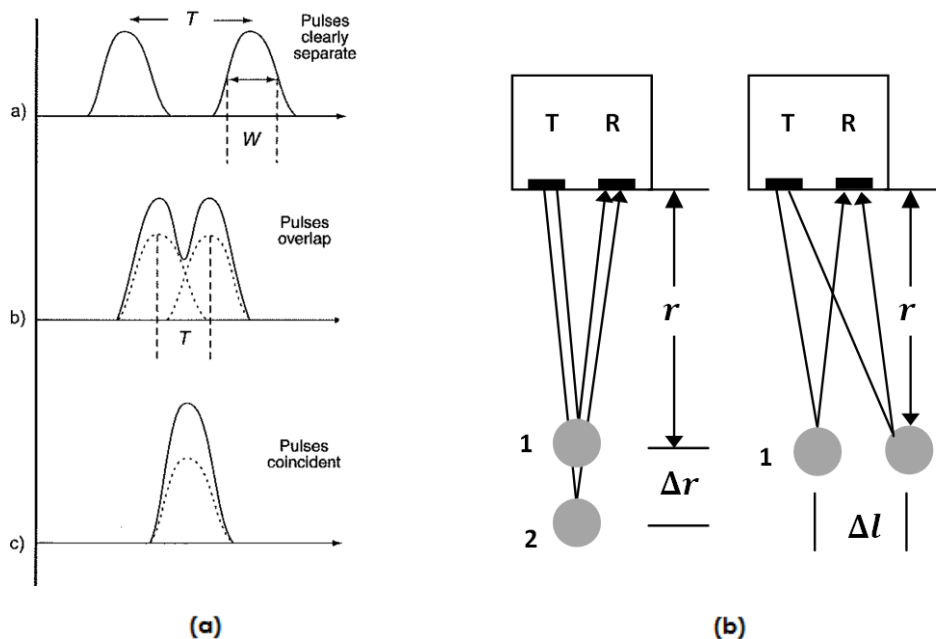 T
Pulses
clearly
separate
a)
W
Pulses
overlap
b)
T
Pulses
coincident
c)
(a)
T R
r
1
Δr
2
T R
r
1
Δl
(b)